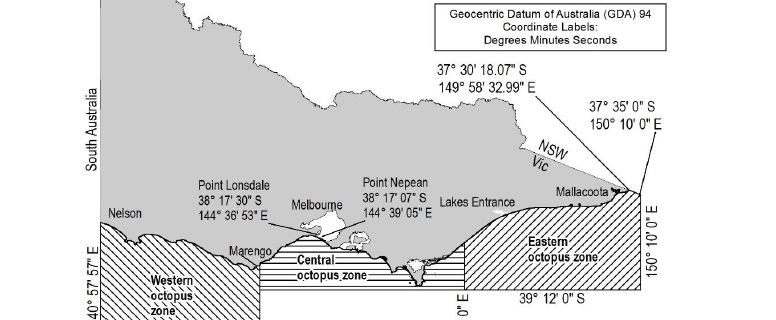 Geocentric Datum of Australia (GDA) 94
Coordinate Labels:
Degrees Minutes Seconds
37° 30' 18.07" S
149° 58' 32.99" E
37° 35' 0" S
150° 10' 0" E
South Australia
NSW
Vic
Point Lonsdale
38° 17' 30" S
144° 36' 53" E
Melbourne
Point Nepean
38° 17' 07" S
144° 39' 05" E
Lakes Entrance
Mallacoota
Nelson
Marengo
Western
octopus
zone
Central
octopus zone
Eastern
octopus zone
40° 57' 57" E
0" E
39° 12' 0" S
150° 10' 0" E